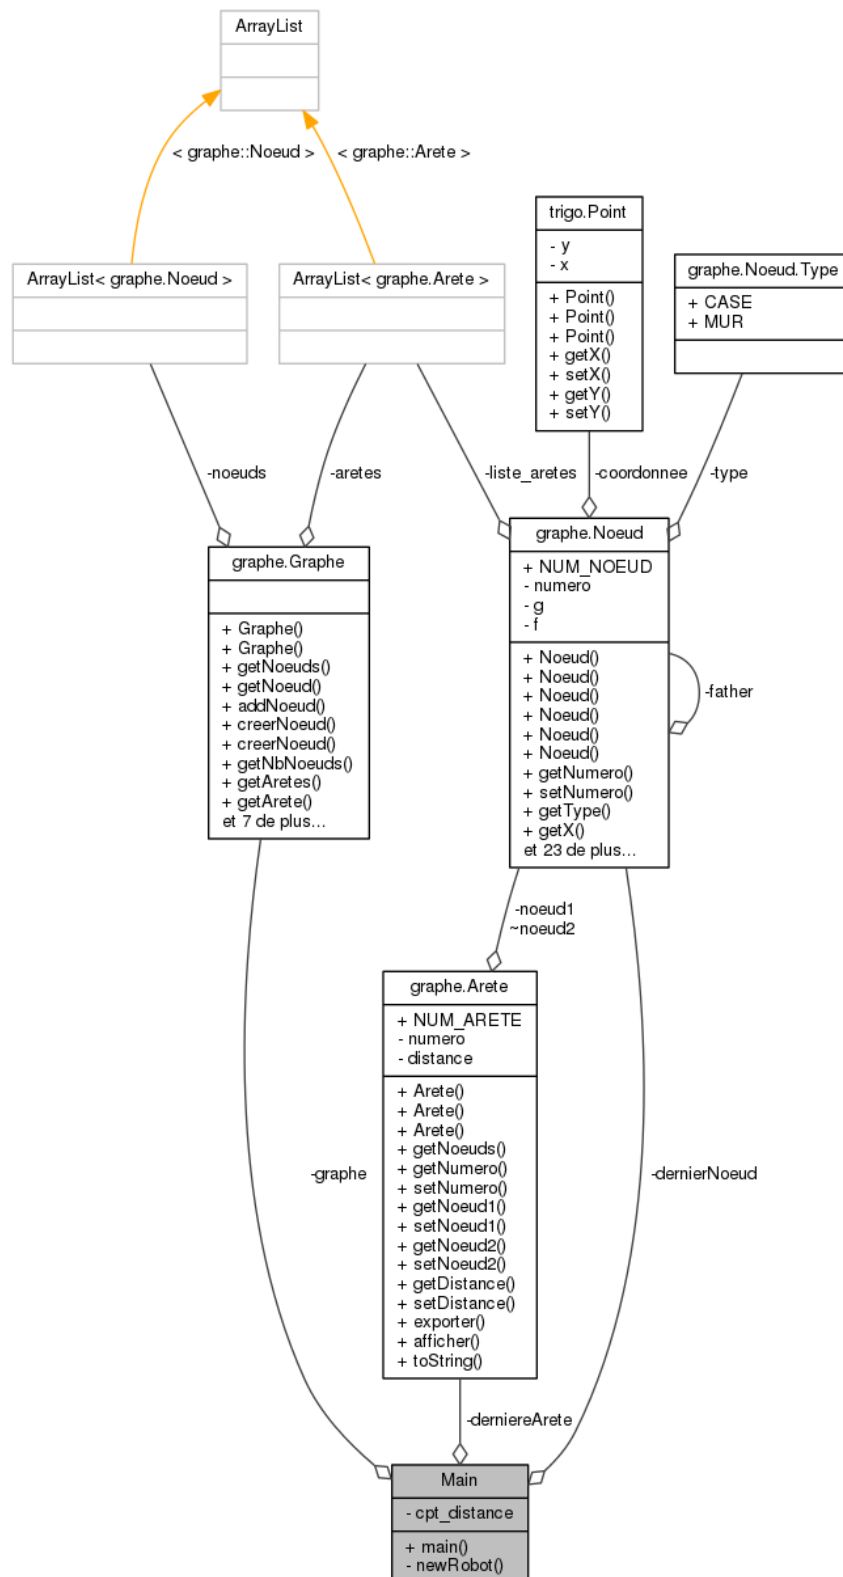 ArrayList
< graphe::Noeud >
< graphe::Arete >
ArrayList< graphe.Noeud >
ArrayList< graphe.Arete >
trigo.Point
- y
- x
+ Point()
+ Point()
+ Point()
+ getX()
+ setX()
+ getY()
+ setY()
graphe.Noeud.Type
+ CASE
+ MUR
-noeuds
-aretes
-liste_aretes
-coordonnee
-type
graphe.Graphe
+ Graphe()
+ Graphe()
+ getNoeuds()
+ getNoeud()
+ addNoeud()
+ creerNoeud()
+ creerNoeud()
+ getNbNoeuds()
+ getAretes()
+ getArete()
et 7 de plus...
graphe.Noeud
+ NUM_NOEUD
- numero
- g
- f
+ Noeud()
+ Noeud()
+ Noeud()
+ Noeud()
+ Noeud()
+ Noeud()
+ getNumero()
+ setNumero()
+ getType()
+ getX()
et 23 de plus...
-father
-noeud1
~noeud2
graphe.Arete
+ NUM_ARETE
- numero
- distance
+ Arete()
+ Arete()
+ Arete()
+ getNoeuds()
+ getNumero()
+ setNumero()
+ getNoeud1()
+ setNoeud1()
+ getNoeud2()
+ setNoeud2()
+ getDistance()
+ setDistance()
+ exporter()
+ afficher()
+ toString()
-graphe
-dernierNoeud
-derniereArete
Main
- cpt_distance
+ main()
- newRobot()